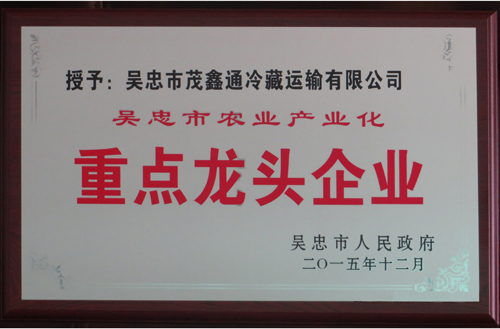 授予：吴忠市茂鑫通冷藏运输有限公司
吴忠市农业产业化
重点龙头企业
吴忠市人民政府
二〇一五年十二月